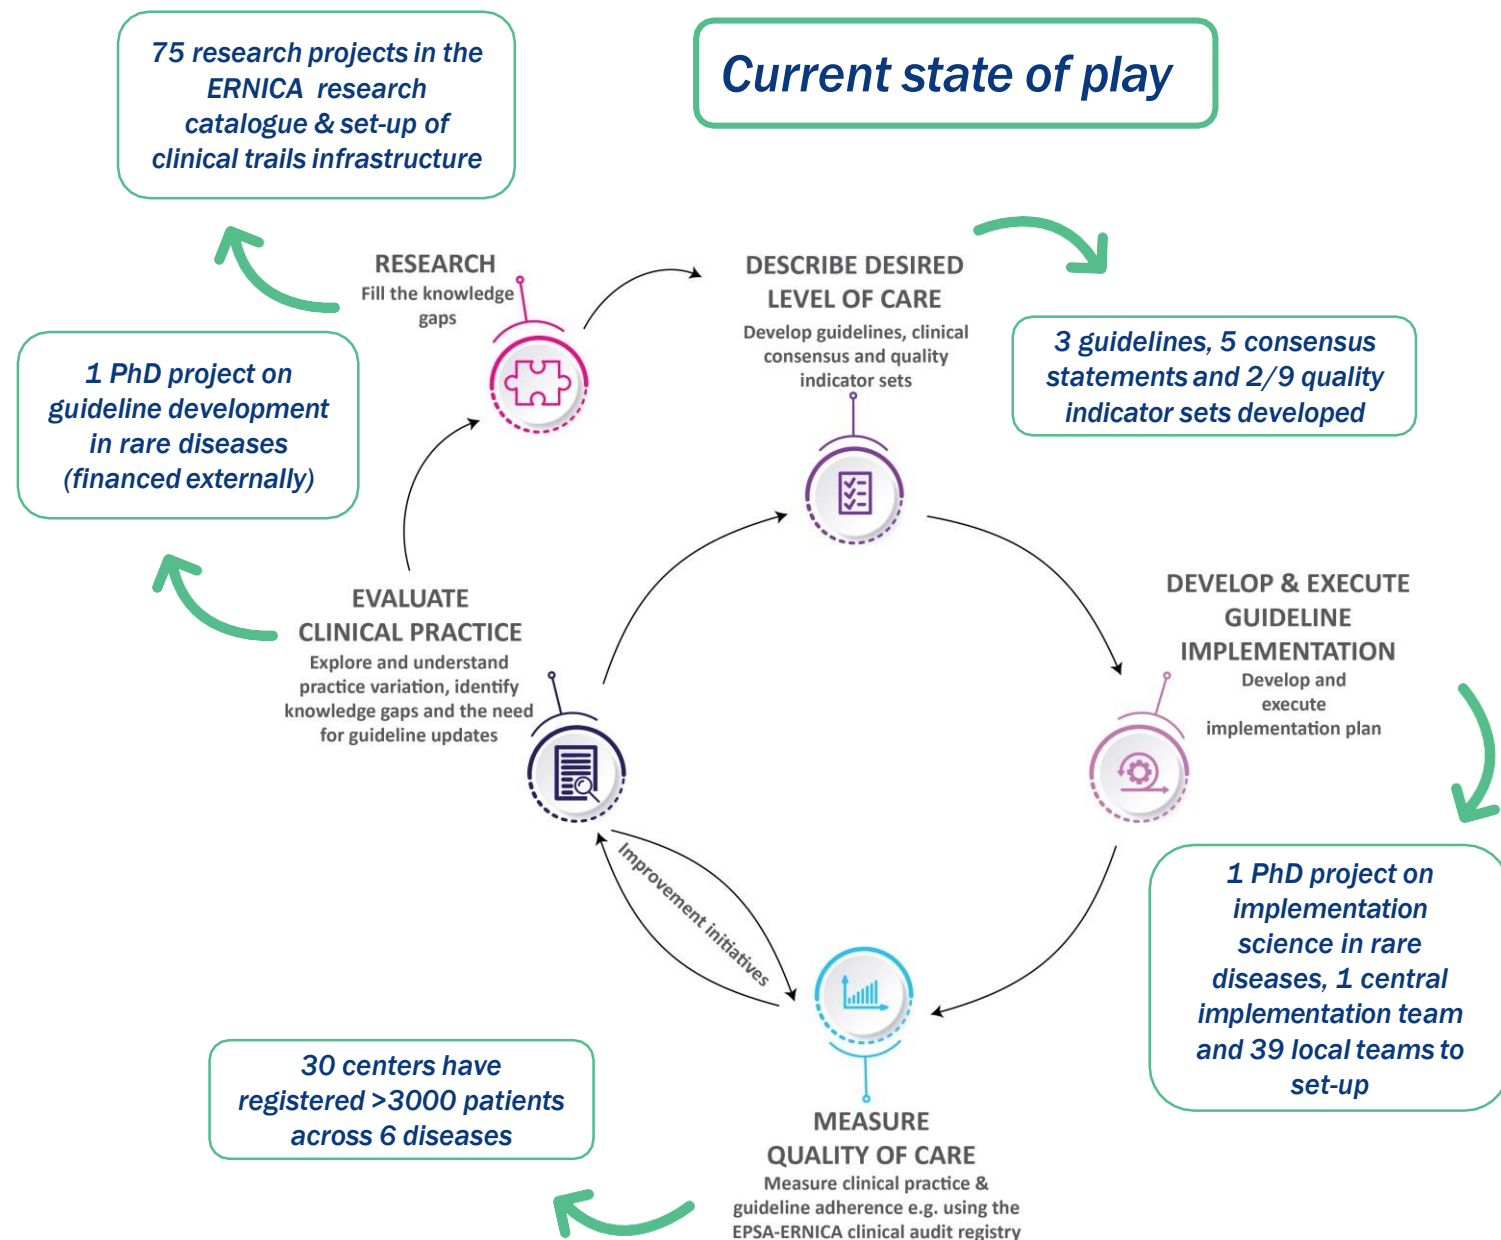 Current state of play
75 research projects in the
ERNICA research
catalogue & set-up of
clinical trails infrastructure
RESEARCH
Fill the knowledge
gaps
DESCRIBE DESIRED
LEVEL OF CARE
Develop guidelines, clinical
consensus and quality
indicator sets
3 guidelines, 5 consensus
statements and 2/9 quality
indicator sets developed
1 PhD project on
guideline development
in rare diseases
(financed externally)
EVALUATE
CLINICAL PRACTICE
Explore and understand
practice variation, identify
knowledge gaps and the need
for guideline updates
DEVELOP & EXECUTE
GUIDELINE
IMPLEMENTATION
Develop and
execute
implementation plan
Improvement initiatives
1 PhD project on
implementation
science in rare
diseases, 1 central
implementation team
and 39 local teams to
set-up
30 centers have
registered >3000 patients
across 6 diseases
MEASURE
QUALITY OF CARE
Measure clinical practice &
guideline adherence e.g. using the
EPSA-ERNICA clinical audit registry